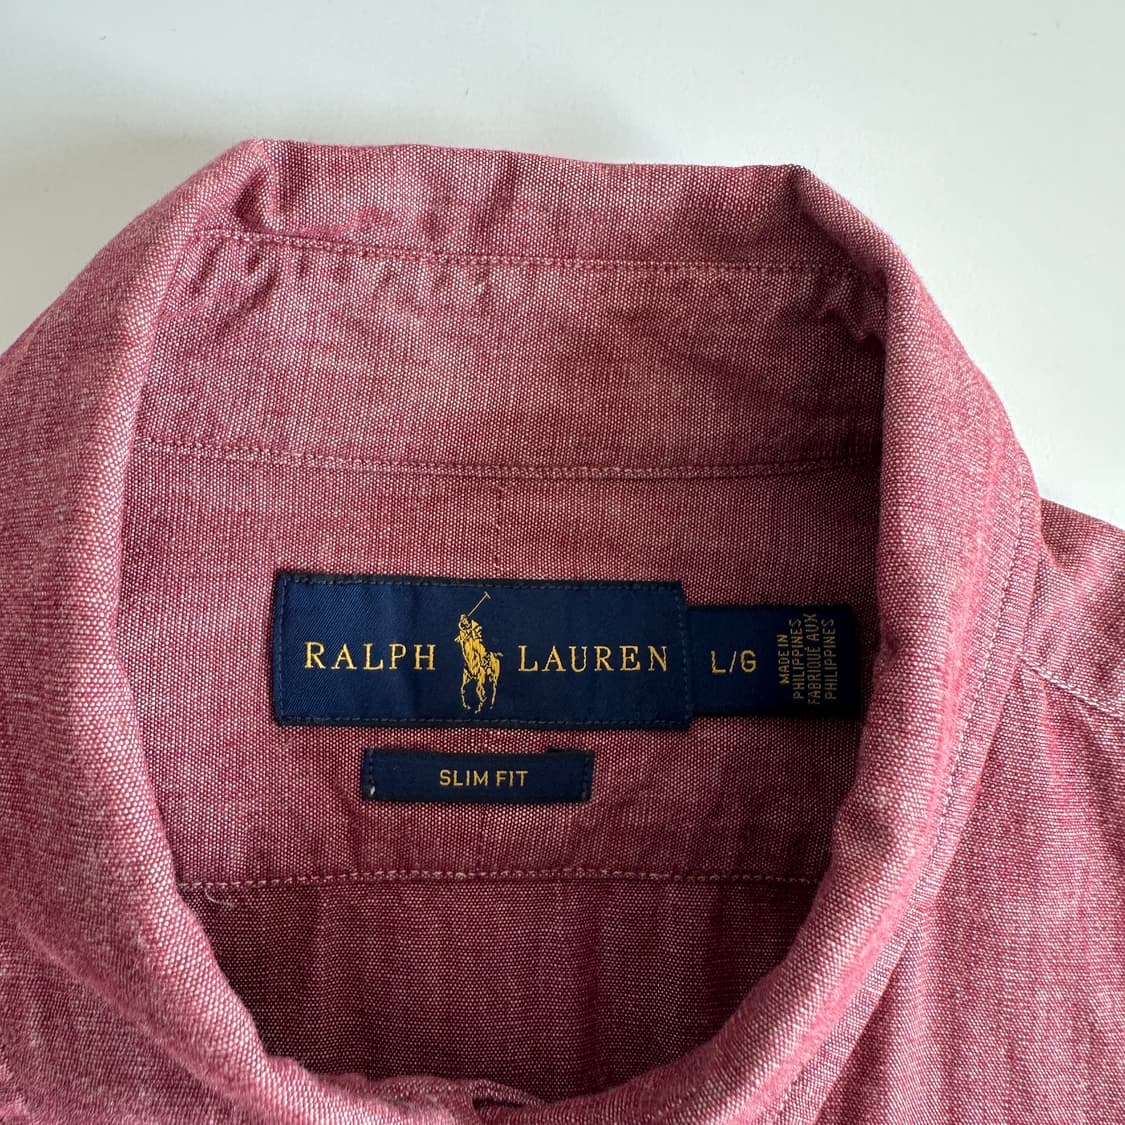 RALPH LAUREN
L/G
MADE IN
PHILIPPINES
FABRIQUÉ AUX
PHILIPPINES
SLIM FIT